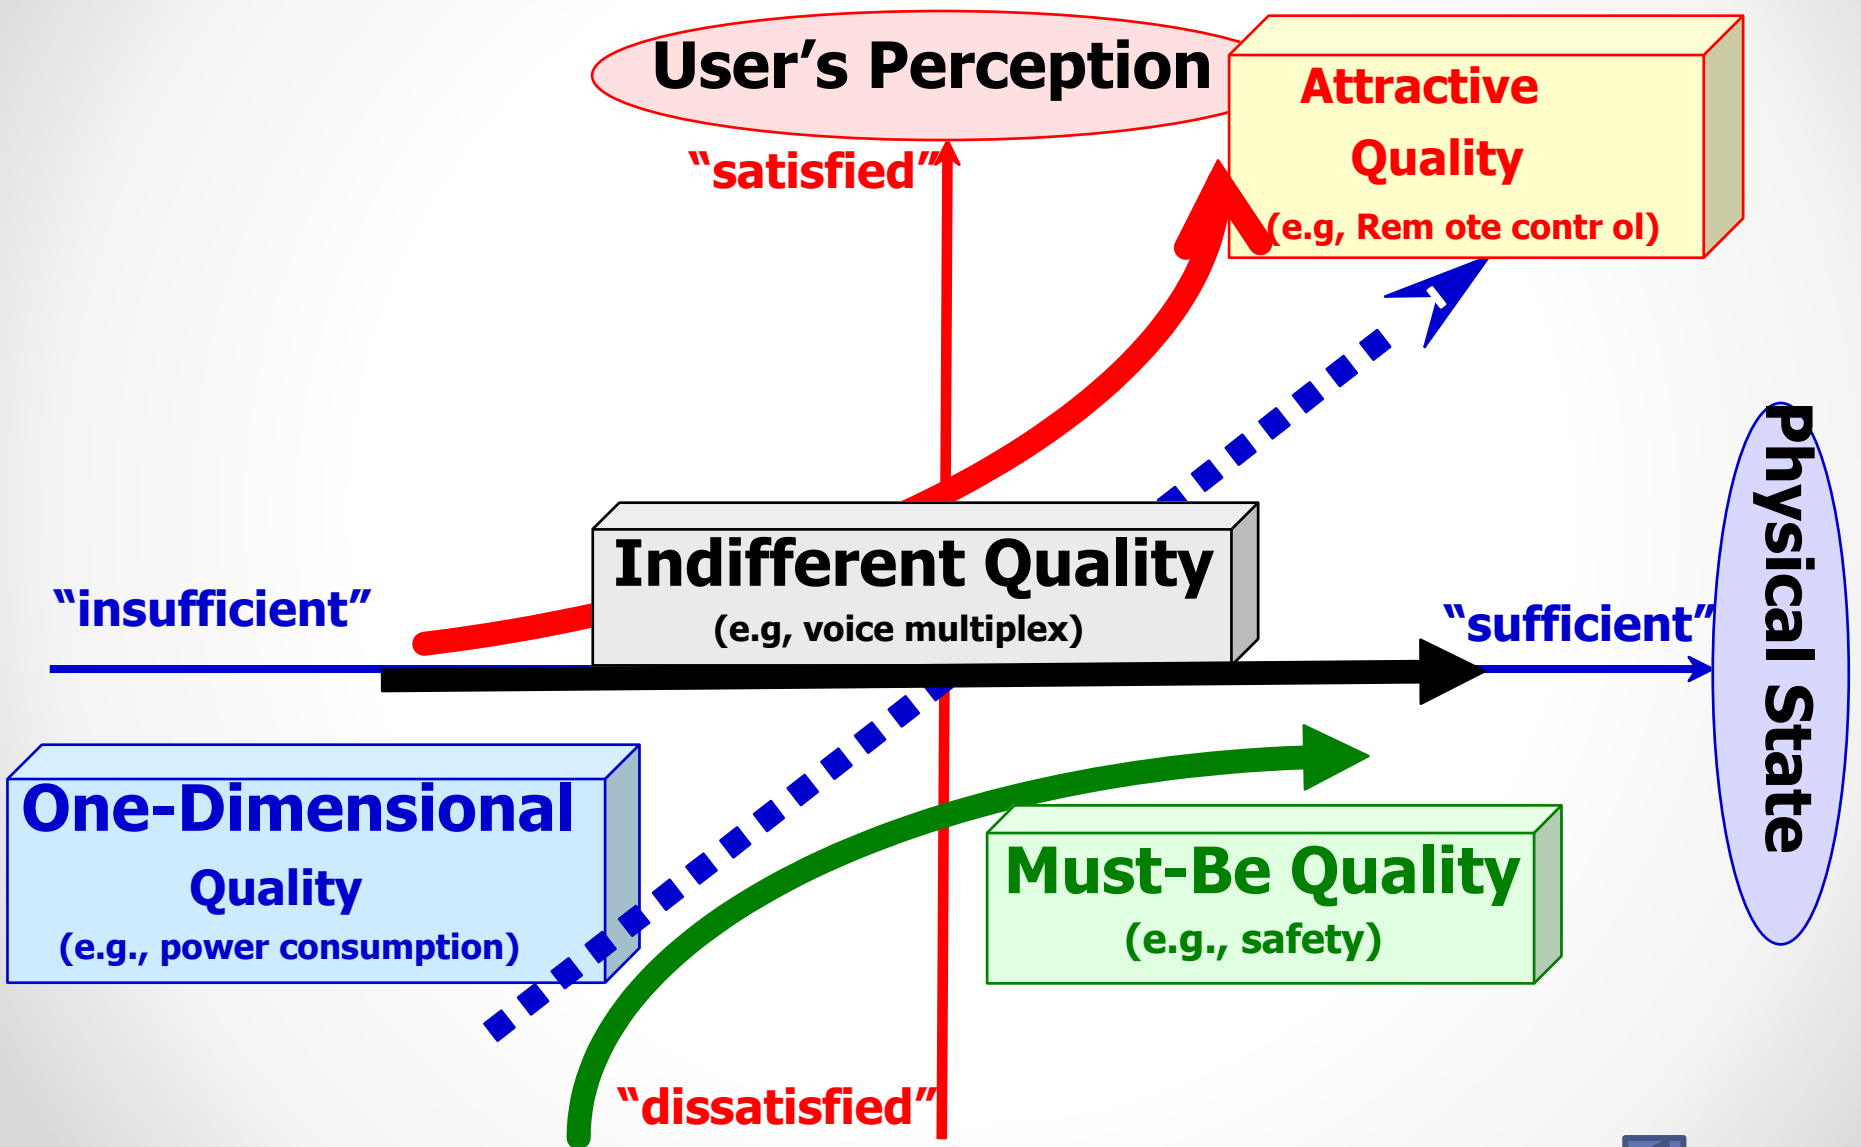 User's Perception
Attractive
Quality
(e.g, Rem ote contr ol)
“satisfied”
Indifferent Quality
(e.g, voice multiplex)
“insufficient”
“sufficient”
Physical State
One-Dimensional
Quality
(e.g., power consumption)
Must-Be Quality
(e.g., safety)
“dissatisfied”